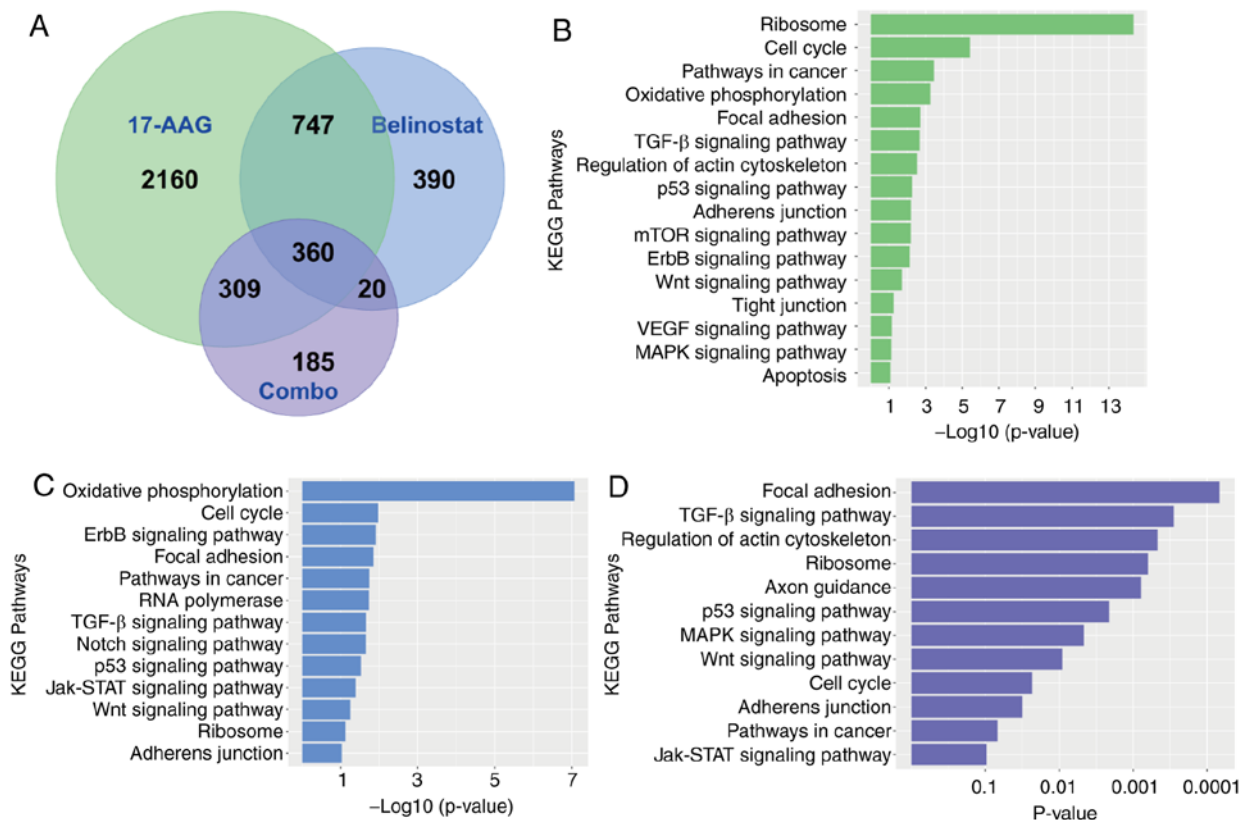 A
17-AAG
747
Belinostat
2160
390
360
309
20
185
Combo
B
KEGG Pathways
Ribosome
Cell cycle
Pathways in cancer
Oxidative phosphorylation
Focal adhesion
TGF-β signaling pathway
Regulation of actin cytoskeleton
p53 signaling pathway
Adherens junction
mTOR signaling pathway
ErbB signaling pathway
Wnt signaling pathway
Tight junction
VEGF signaling pathway
MAPK signaling pathway
Apoptosis
1 3 5 7 9 11 13
−Log10 (p-value)
C
KEGG Pathways
Oxidative phosphorylation
Cell cycle
ErbB signaling pathway
Focal adhesion
Pathways in cancer
RNA polymerase
TGF-β signaling pathway
Notch signaling pathway
p53 signaling pathway
Jak-STAT signaling pathway
Wnt signaling pathway
Ribosome
Adherens junction
1 3 5 7
−Log10 (p-value)
D
KEGG Pathways
Focal adhesion
TGF-β signaling pathway
Regulation of actin cytoskeleton
Ribosome
Axon guidance
p53 signaling pathway
MAPK signaling pathway
Wnt signaling pathway
Cell cycle
Adherens junction
Pathways in cancer
Jak-STAT signaling pathway
0.1 0.01 0.001 0.0001
P-value